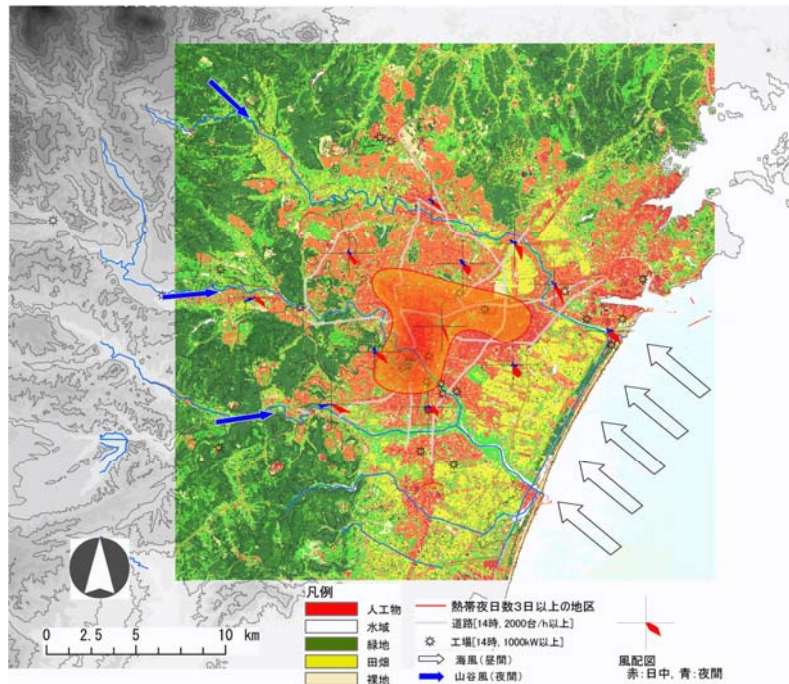 0 2.5 5 10 km
凡例
人工物
水域
緑地
田畑
裸地
熱帯夜日数3日以上の地区
道路[14時, 2000台/h以上]
工場[14時, 1000kW以上]
海風(昼間)
山谷風(夜間)
風配図
赤:日中, 青:夜間